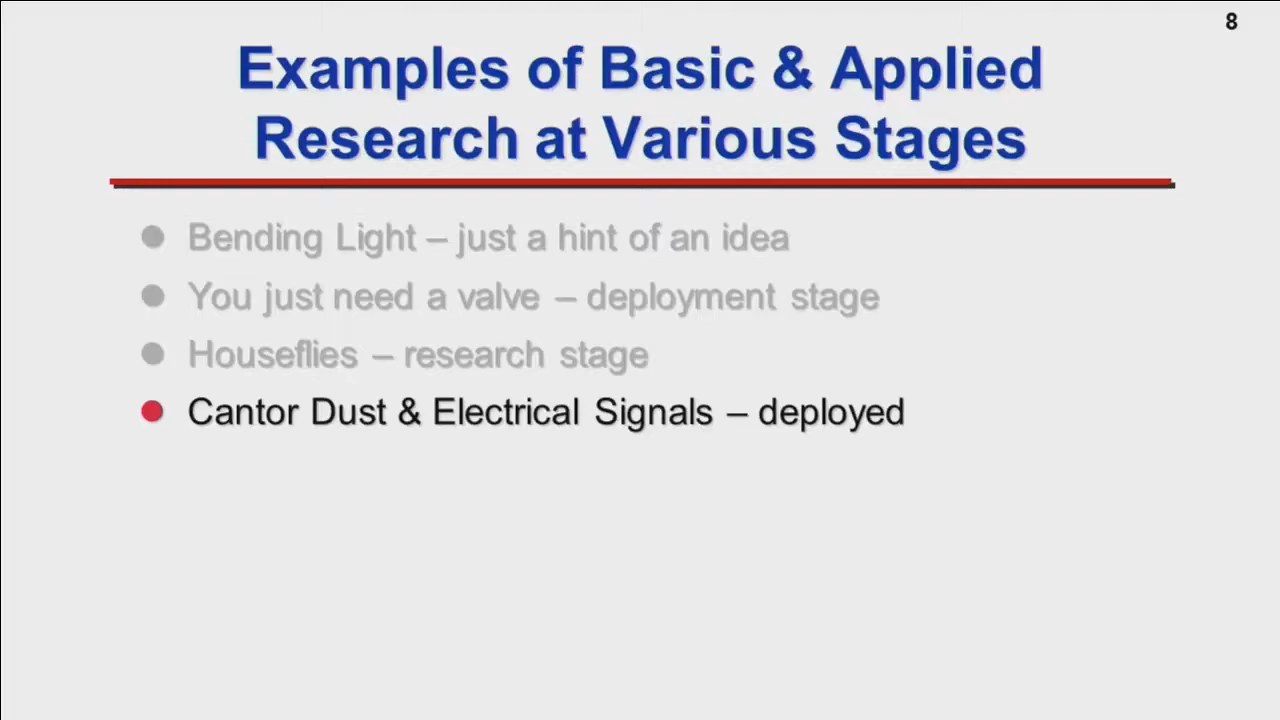 8
Examples of Basic & Applied
Research at Various Stages
Bending Light – just a hint of an idea
You just need a valve – deployment stage
Houseflies – research stage
Cantor Dust & Electrical Signals – deployed